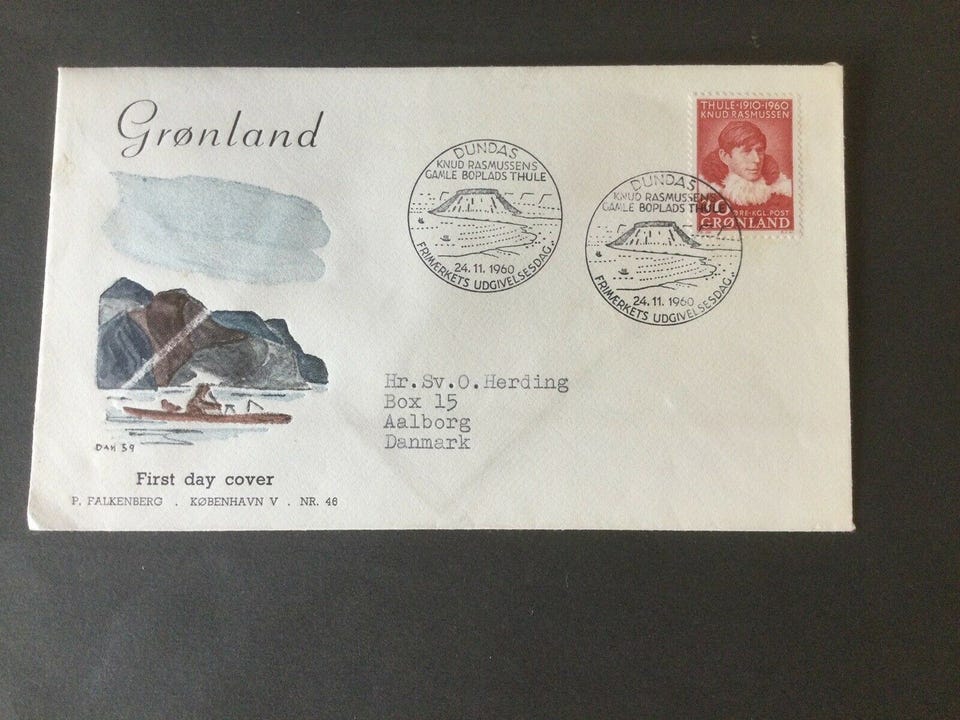 Grønland
DAN 59
First day cover
P. FALKENBERG . KØBENHAVN V . NR. 46
DUNDAS
KNUD RASMUSSENS
GAMLE BOPLADS THULE
24.11.1960
FRIMÆRKETS UDGIVELSESDAG.
DUNDAS
KNUD RASMUSSENS
GAMLE BOPLADS THULE
24.11.1960
FRIMÆRKETS UDGIVELSESDAG.
THULE·1910-1960
KNUD RASMUSSEN
ØRE·KGL.POST
GRØNLAND
Hr.Sv.O.Herding
Box 15
Aalborg
Danmark